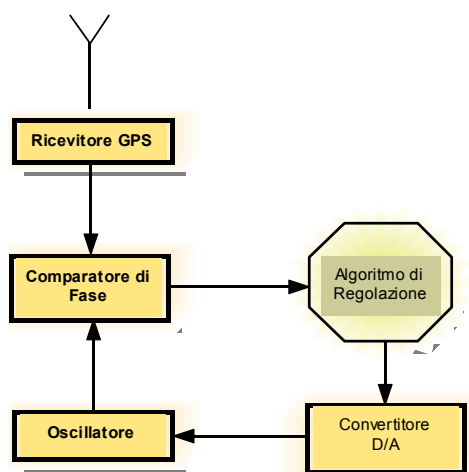 Ricevitore GPS
Comparatore di
Fase
Algoritmo di
Regolazione
Oscillatore
Convertitore
D/A